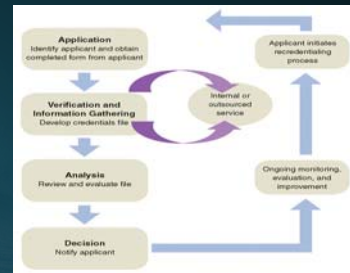 Application
Identify applicant and obtain
completed form from applicant
Verification and
Information Gathering
Develop credentials file
Analysis
Review and evaluate file
Decision
Notify applicant
Internal or
outsourced
service
Applicant initiates
recredentialing
process
Ongoing monitoring,
evaluation, and
improvement